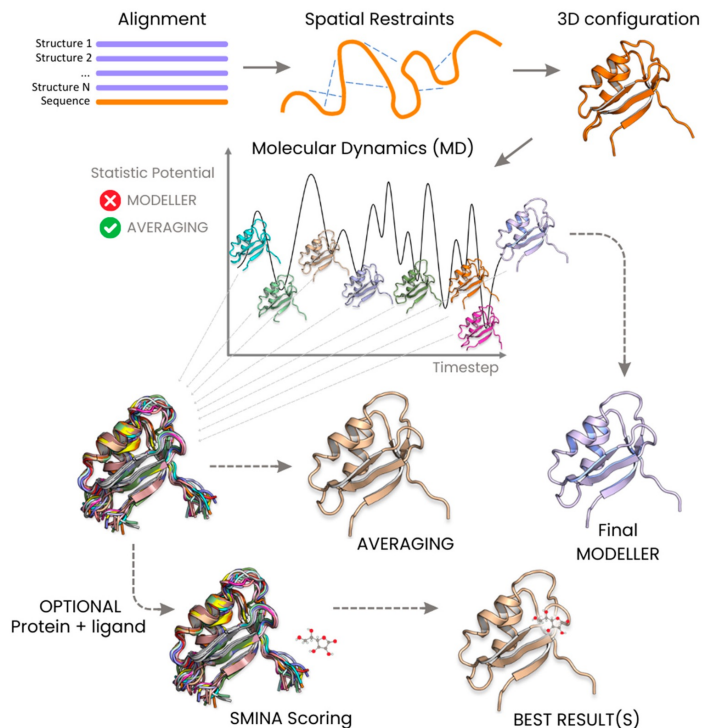 Alignment
Spatial Restraints
3D configuration
Structure 1
Structure 2
...
Structure N
Sequence
Molecular Dynamics (MD)
Statistic Potential
MODELLER
AVERAGING
Timestep
AVERAGING
Final
MODELLER
OPTIONAL
Protein + ligand
SMINA Scoring
BEST RESULT(S)